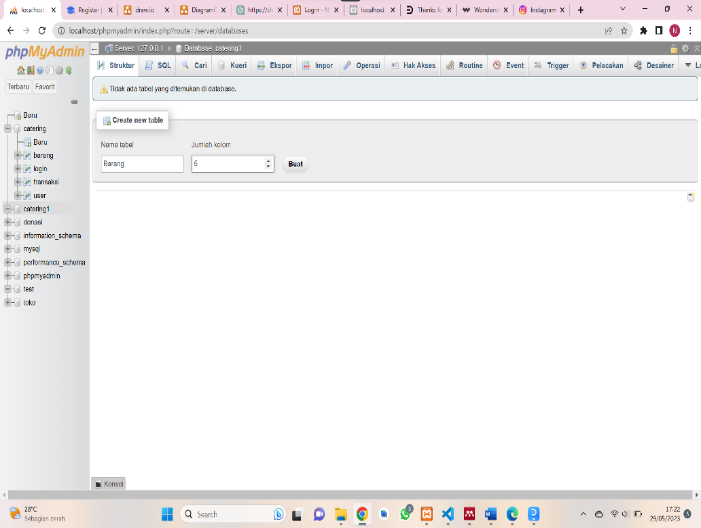 localhost
Register |
draw.io
DiagramC
https://ch
Login - N
localhost
Thanks fo
Wonders
Instagram
localhost/phpmyadmin/index.php?route=/server/databases
phpMyAdmin
Server: 127.0.0.1 » Database: catering1
Struktur SQL Cari Kueri Ekspor Impor Operasi Hak Akses Routine Event Trigger Pelacakan Desainer
Terbaru Favorit
Tidak ada tabel yang ditemukan di database.
Create new table
Nama tabel Jumlah kolom
Barang 6 Buat
Baru
catering
Baru
barang
login
transaksi
user
catering1
donasi
information_schema
mysql
performance_schema
phpmyadmin
test
toko
Konsol
28°C
Sebagian cerah
Search
17:22
29/05/2023